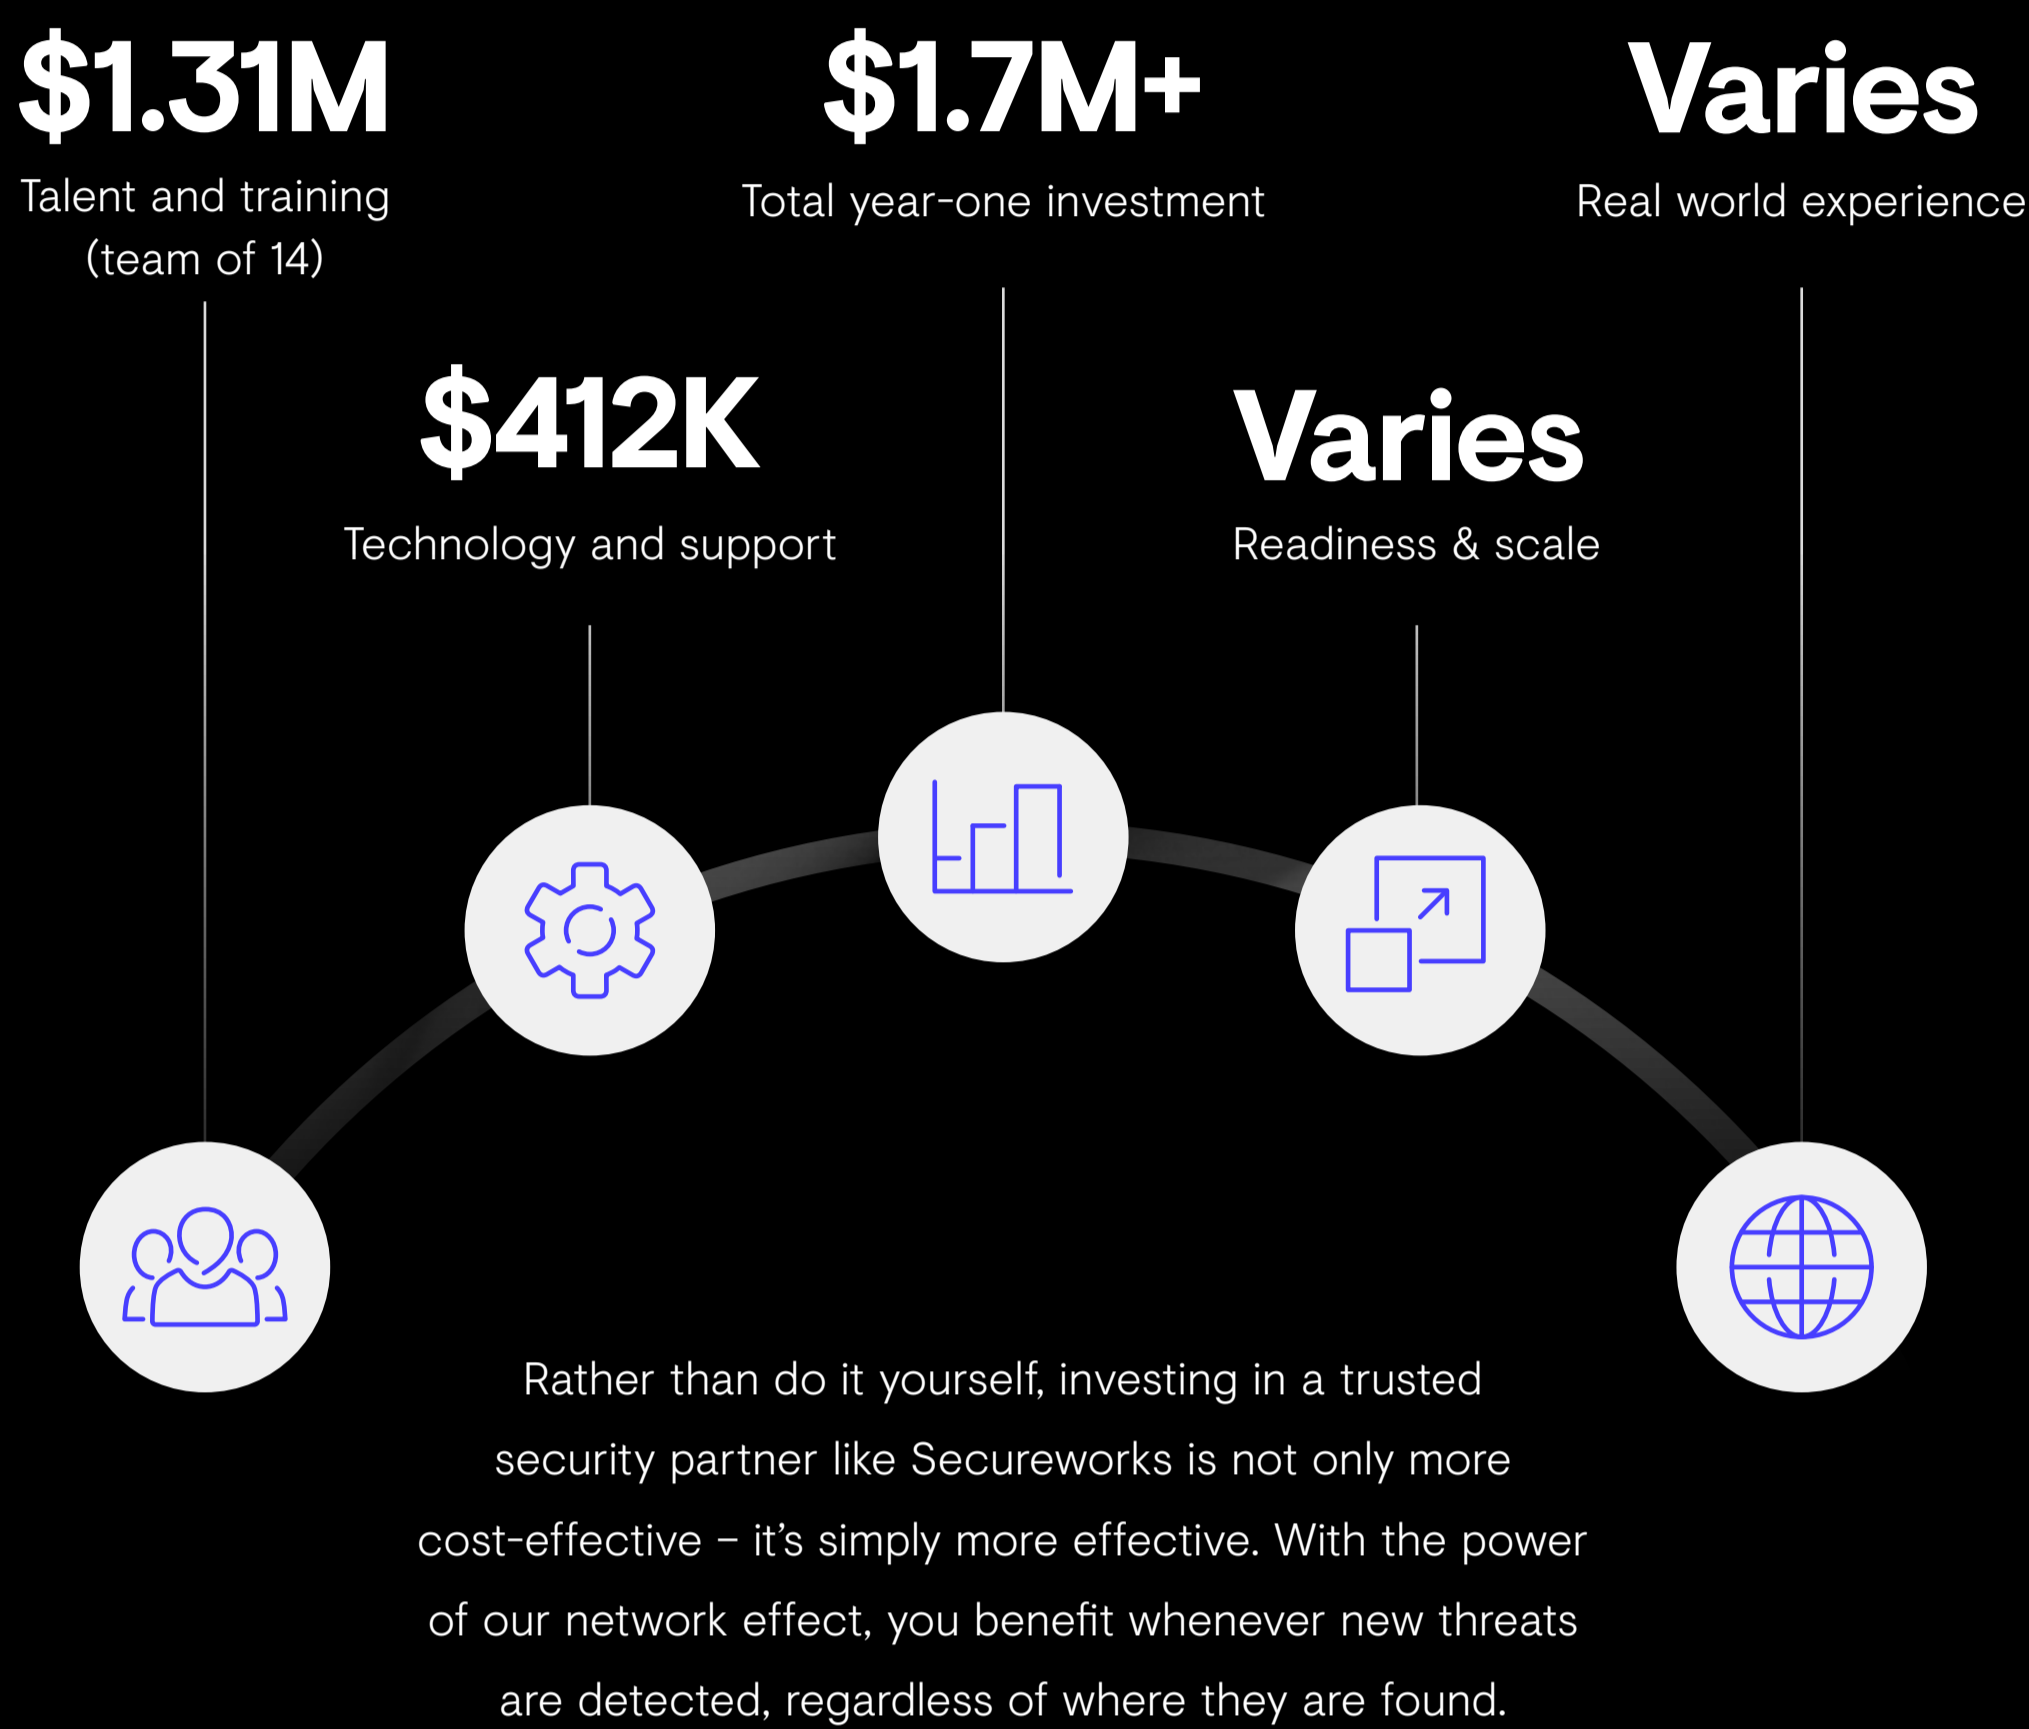 $1.31M
Talent and training
(team of 14)
$412K
Technology and support
$1.7M+
Total year-one investment
Varies
Readiness & scale
Varies
Real world experience
Rather than do it yourself, investing in a trusted
security partner like Secureworks is not only more
cost-effective – it’s simply more effective. With the power
of our network effect, you benefit whenever new threats
are detected, regardless of where they are found.